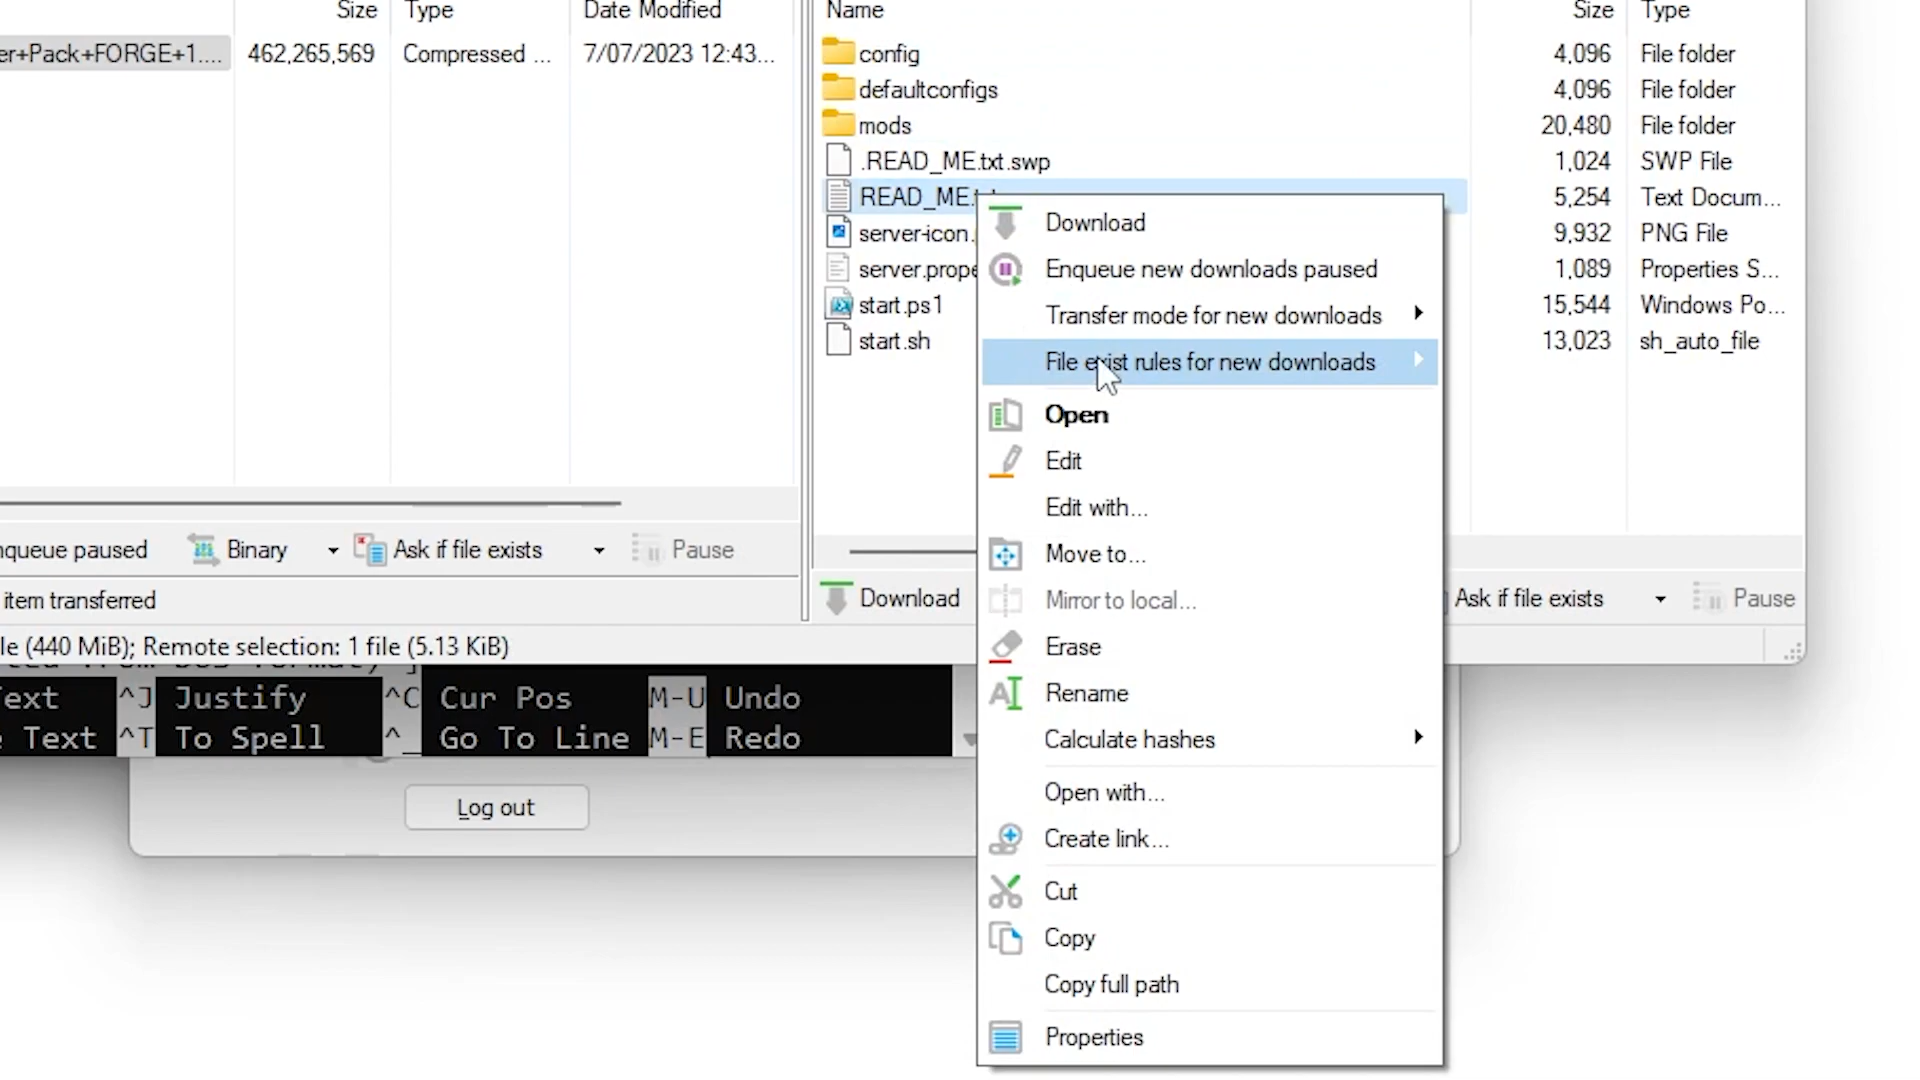 Size Type Date Modified
er+Pack+FORGE+1.... 462,265,569 Compressed ... 7/07/2023 12:43...
Name Size Type
config 4,096 File folder
defaultconfigs 4,096 File folder
mods 20,480 File folder
.READ_ME.txt.swp 1,024 SWP File
READ_ME. 5,254 Text Docum...
server-icon. 9,932 PNG File
server.prope 1,089 Properties S...
start.ps1 15,544 Windows Po...
start.sh 13,023 sh_auto_file
Download
Enqueue new downloads paused
Transfer mode for new downloads
File exist rules for new downloads
Open
Edit
Edit with...
Move to...
Mirror to local...
Erase
Rename
Calculate hashes
Open with...
Create link...
Cut
Copy
Copy full path
Properties
nqueue paused Binary Ask if file exists Pause
item transferred
Download Ask if file exists Pause
le (440 MiB); Remote selection: 1 file (5.13 KiB)
ext ^J Justify ^C Cur Pos M-U Undo
e Text ^T To Spell ^_ Go To Line M-E Redo
Log out